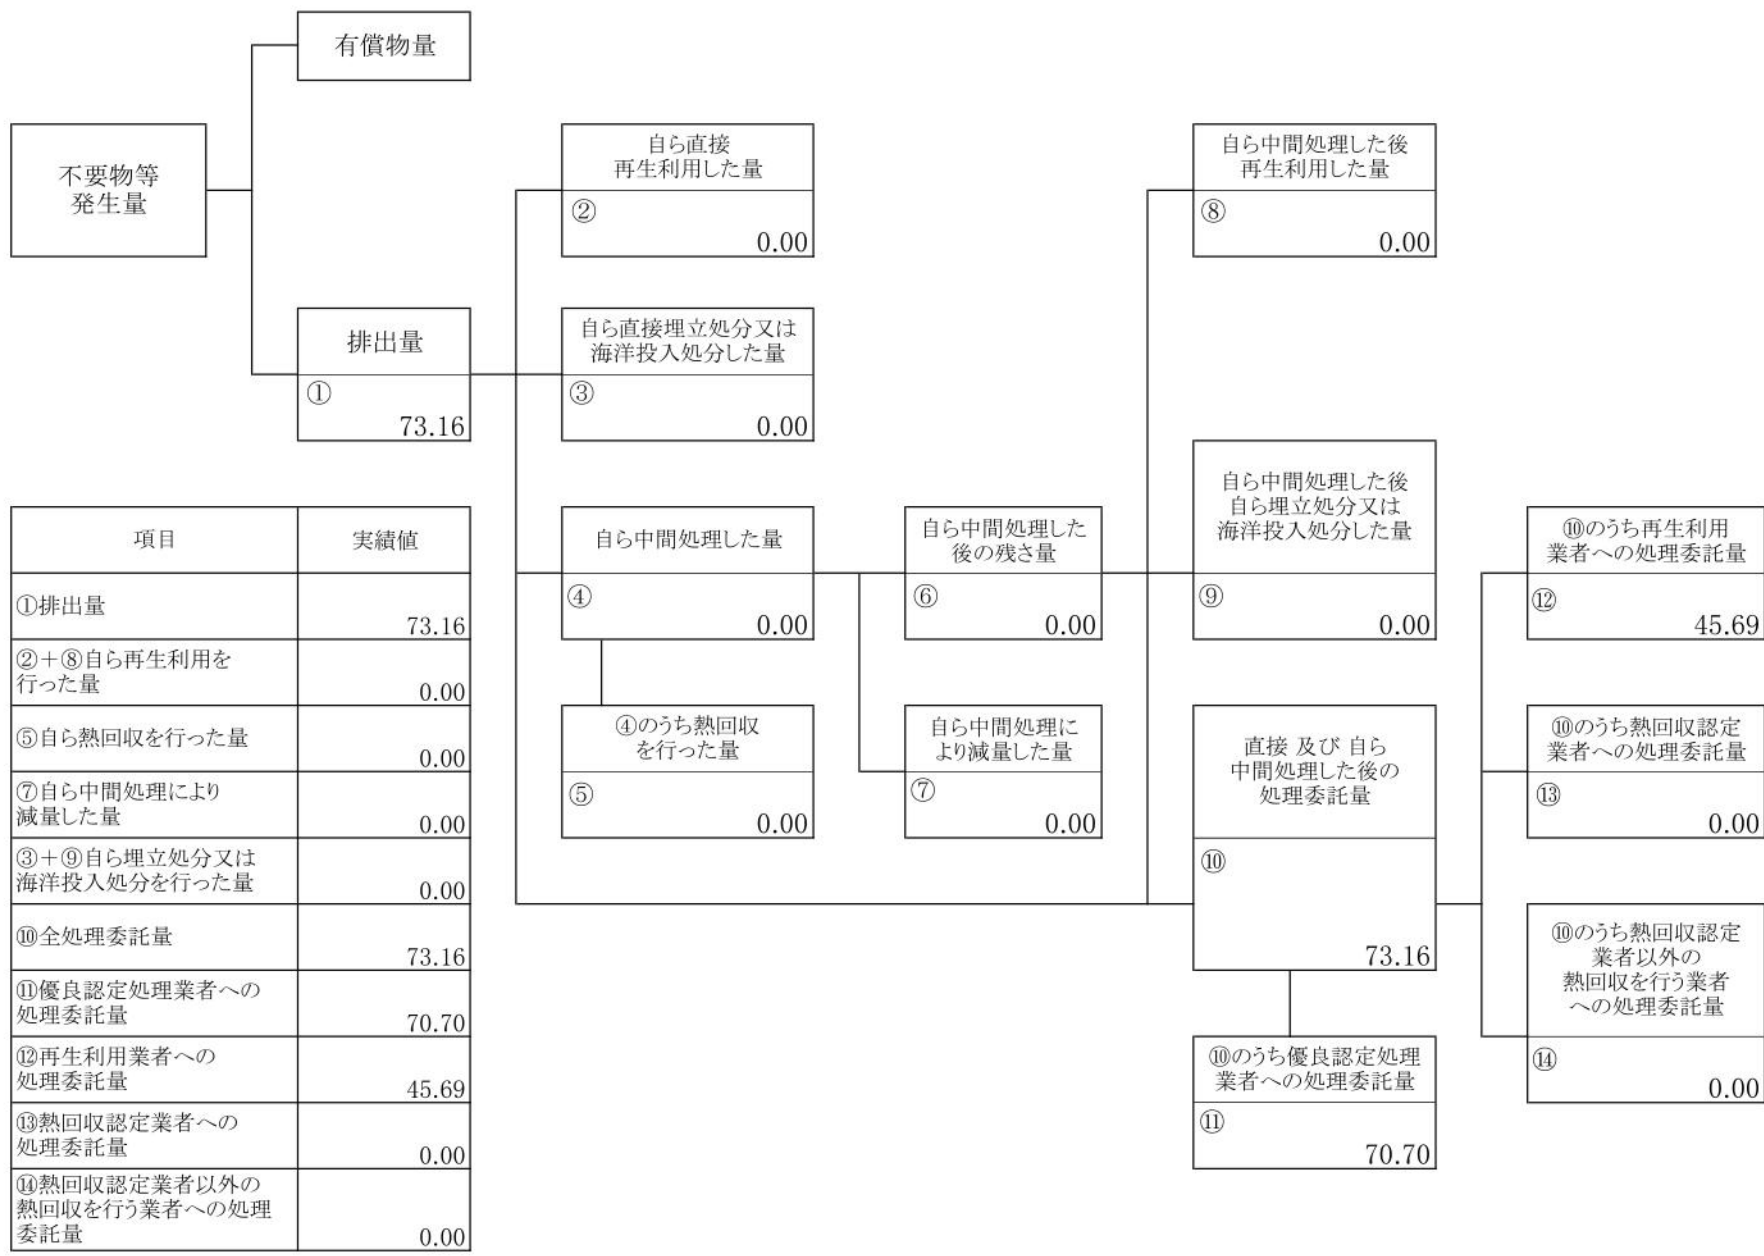 有償物量
不要物等
発生量
自ら直接
再生利用した量
②
0.00
自ら中間処理した後
再生利用した量
⑧
0.00
排出量
①
73.16
自ら直接埋立処分又は
海洋投入処分した量
③
0.00
自ら中間処理した量
④
0.00
自ら中間処理した
後の残さ量
⑥
0.00
自ら中間処理した後
自ら埋立処分又は
海洋投入処分した量
⑨
0.00
⑩のうち再生利用
業者への処理委託量
⑫
45.69
④のうち熱回収
を行った量
⑤
0.00
自ら中間処理に
より減量した量
⑦
0.00
直接 及び 自ら
中間処理した後の
処理委託量
⑩
73.16
⑩のうち熱回収認定
業者への処理委託量
⑬
0.00
⑩のうち熱回収認定
業者以外の
熱回収を行う業者
への処理委託量
⑭
0.00
⑩のうち優良認定処理
業者への処理委託量
⑪
70.70
項目 実績値
①排出量
73.16
②＋⑧自ら再生利用を
行った量
0.00
⑤自ら熱回収を行った量
0.00
⑦自ら中間処理により
減量した量
0.00
③＋⑨自ら埋立処分又は
海洋投入処分を行った量
0.00
⑩全処理委託量
73.16
⑪優良認定処理業者への
処理委託量
70.70
⑫再生利用業者への
処理委託量
45.69
⑬熱回収認定業者への
処理委託量
0.00
⑭熱回収認定業者以外の
熱回収を行う業者への処理
委託量
0.00